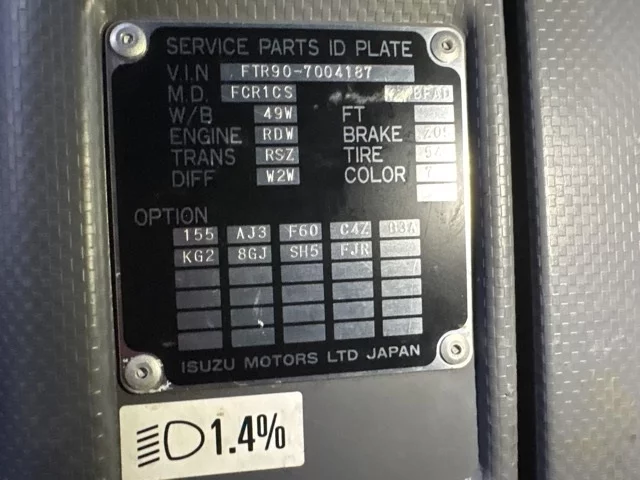 SERVICE PARTS ID PLATE
V.I.N FTR90-7004187
M.D. FCR1CS
W/B 49W FT
ENGINE RDW BRAKE
TRANS RSZ TIRE
DIFF W2W COLOR
OPTION
155 AJ3 F60 C4Z
KG2 8GJ SH5 FJR
ISUZU MOTORS LTD JAPAN
1.4%